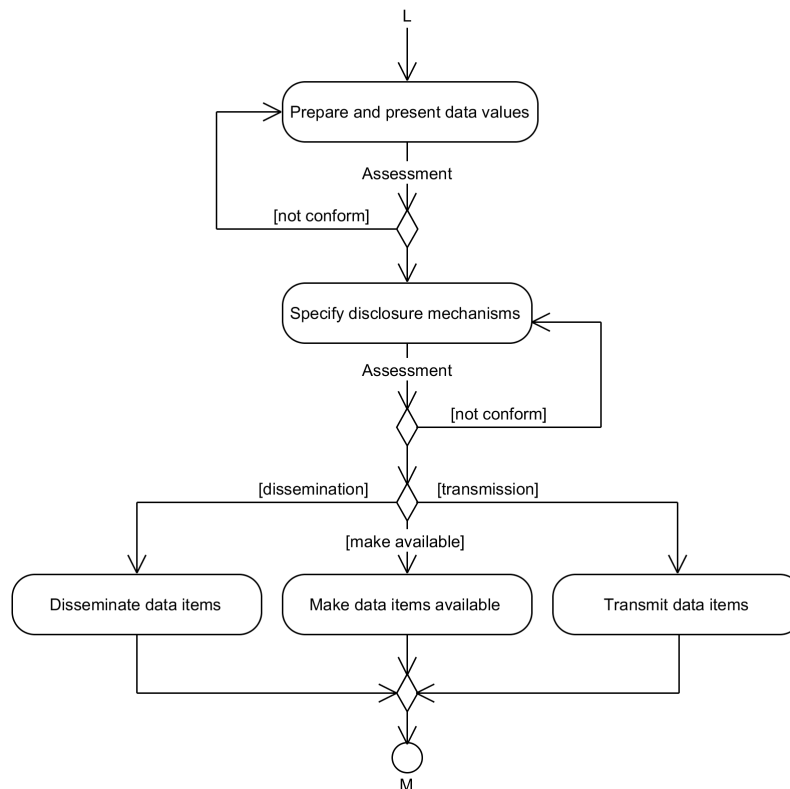 L
Prepare and present data values
Assessment
[not conform]
Specify disclosure mechanisms
Assessment
[not conform]
[dissemination]
[transmission]
[make available]
Disseminate data items
Make data items available
Transmit data items
M